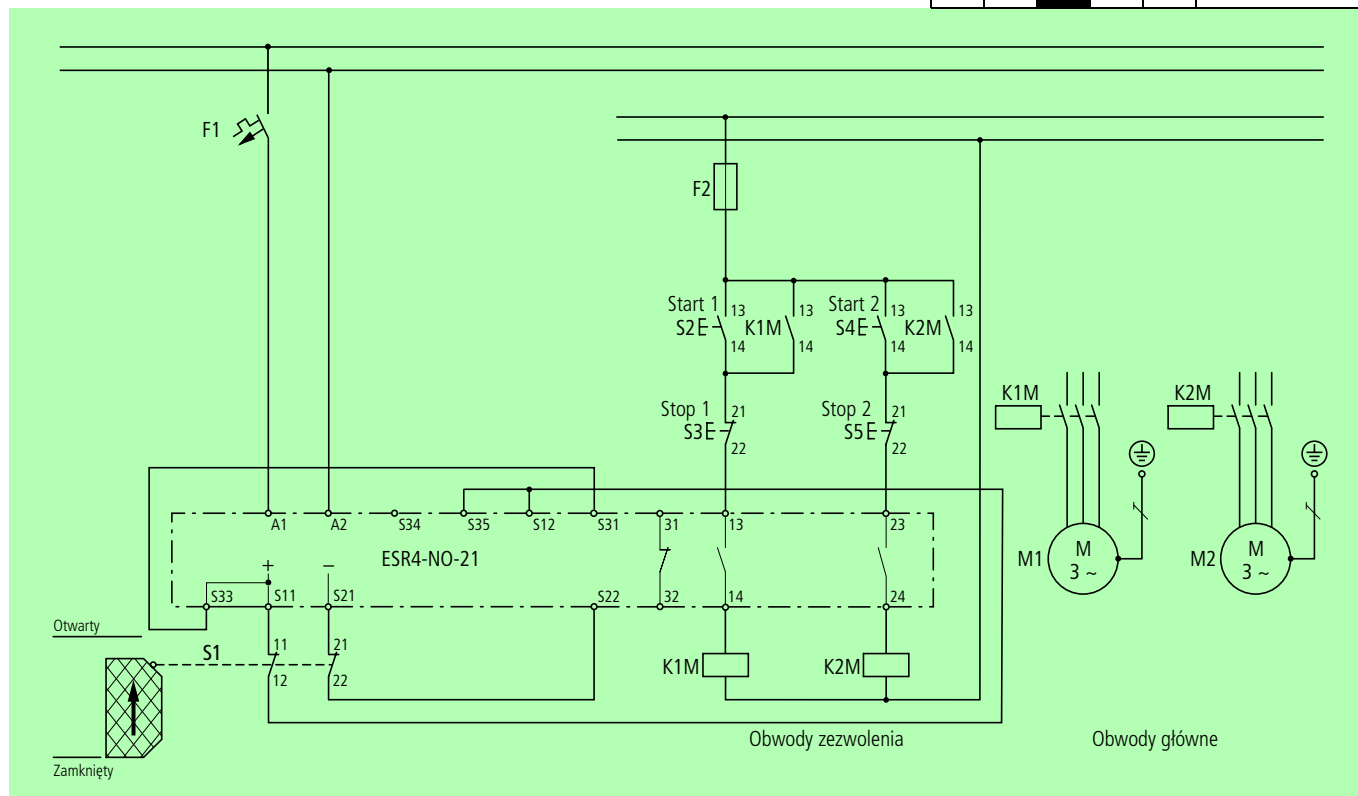 F1
F2
Start 1
S2
13
14
K1M
13
14
Start 2
S4
13
14
K2M
13
14
Stop 1
S3
21
22
Stop 2
S5
21
22
K1M
K2M
A1
A2
S34
S35
S12
S31
31
13
23
ESR4-NO-21
+
–
S33
S11
S21
S22
32
14
24
M1
M
3 ~
M2
M
3 ~
Otwarty
S1
11
12
21
22
K1M
K2M
Zamknięty
Obwody zezwolenia
Obwody główne